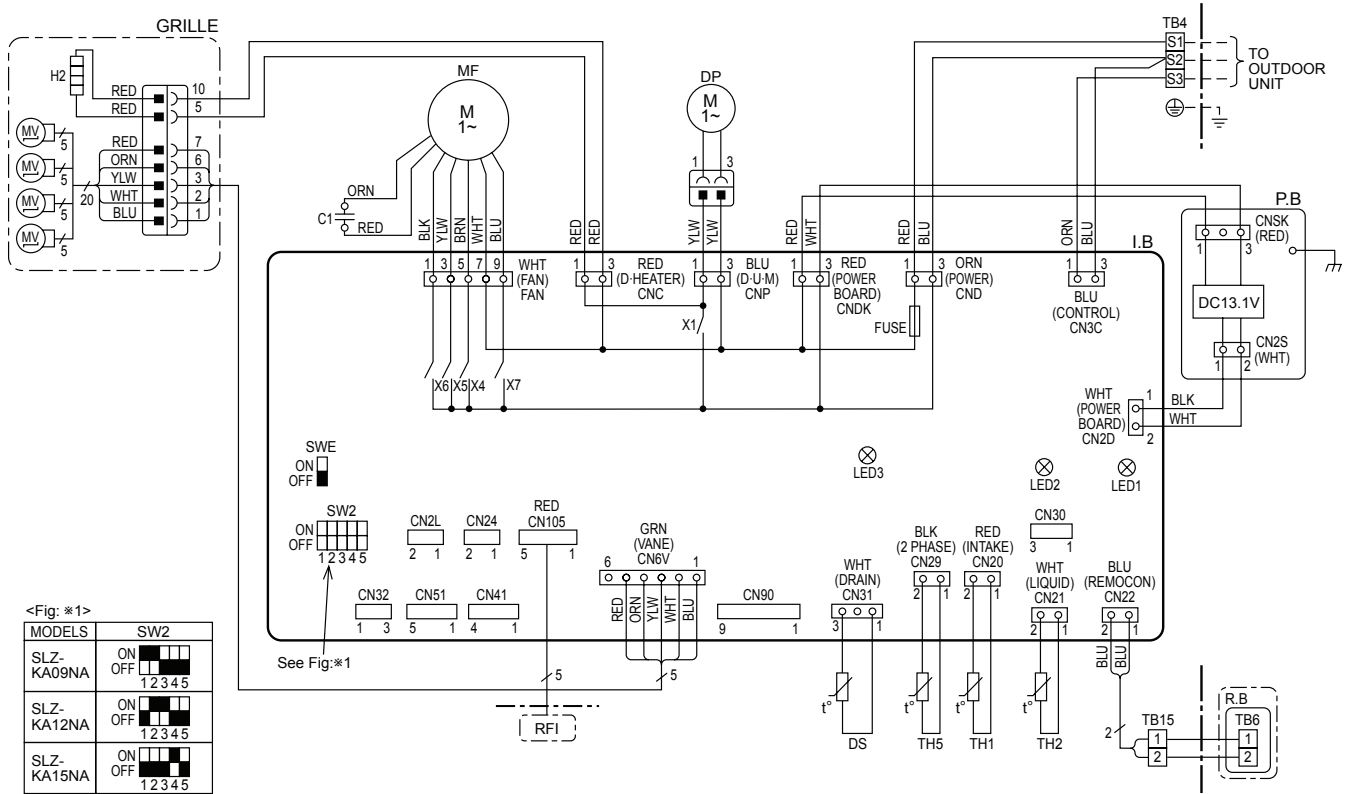 GRILLE
H2
RED
RED
10
5
MV
5
MV
5
MV
5
MV
5
20
RED
ORN
YLW
WHT
BLU
7
6
3
2
1
MF
M
1~
C1
ORN
RED
BLK
YLW
BRN
WHT
BLU
1 3 5 7 9
WHT
(FAN)
FAN
RED
RED
1 3
RED
(D·HEATER)
CNC
DP
M
1~
1 3
YLW
YLW
1 3
BLU
(D·U·M)
CNP
RED
WHT
1 3
RED
(POWER
BOARD)
CNDK
RED
BLU
1 3
ORN
(POWER)
CND
FUSE
ORN
BLU
1 3
BLU
(CONTROL)
CN3C
I.B
TB4
S1
S2
S3
TO
OUTDOOR
UNIT
P.B
CNSK
(RED)
1 3
DC13.1V
CN2S
(WHT)
1 2
X1
X6 X5 X4 X7
WHT
(POWER
BOARD)
CN2D
1
2
BLK
WHT
LED3
LED2
LED1
SWE
ON
OFF
SW2
ON
OFF
1 2 3 4 5
See Fig:※1
CN2L
2 1
CN24
2 1
RED
CN105
5 1
CN32
1 3
CN51
5 1
CN41
4 1
GRN
(VANE)
CN6V
6 1
RED
ORN
YLW
WHT
BLU
5
5
RFI
CN90
9 1
WHT
(DRAIN)
CN31
3 1
t°
DS
BLK
(2 PHASE)
CN29
2 1
t°
TH5
RED
(INTAKE)
CN20
2 1
t°
TH1
CN30
3 1
WHT
(LIQUID)
CN21
2 1
t°
TH2
BLU
(REMOCON)
CN22
2 1
BLU
BLU
2
TB15
1
2
R.B
TB6
1
2
<Fig: ※1>
MODELS SW2
SLZ-
KA09NA
ON
OFF
1 2 3 4 5
SLZ-
KA12NA
ON
OFF
1 2 3 4 5
SLZ-
KA15NA
ON
OFF
1 2 3 4 5